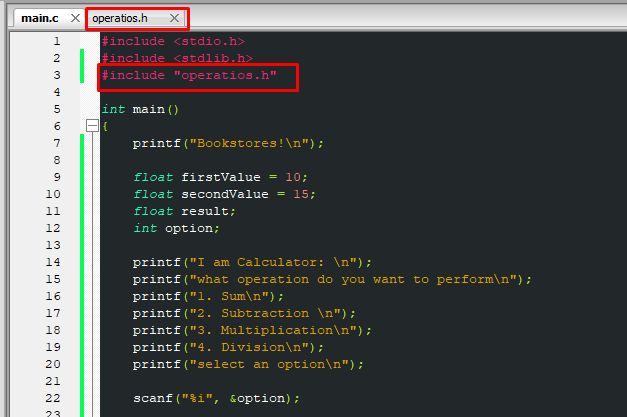 main.c X operatios.h X
1 #include <stdio.h>
2 #include <stdlib.h>
3 #include "operatios.h"
4
5 int main()
6 {
7 printf("Bookstores!\n");
8
9 float firstValue = 10;
10 float secondValue = 15;
11 float result;
12 int option;
13
14 printf("I am Calculator: \n");
15 printf("what operation do you want to perform\n");
16 printf("1. Sum\n");
17 printf("2. Subtraction \n");
18 printf("3. Multiplication\n");
19 printf("4. Division\n");
20 printf("select an option\n");
21
22 scanf("%i", &option);
23